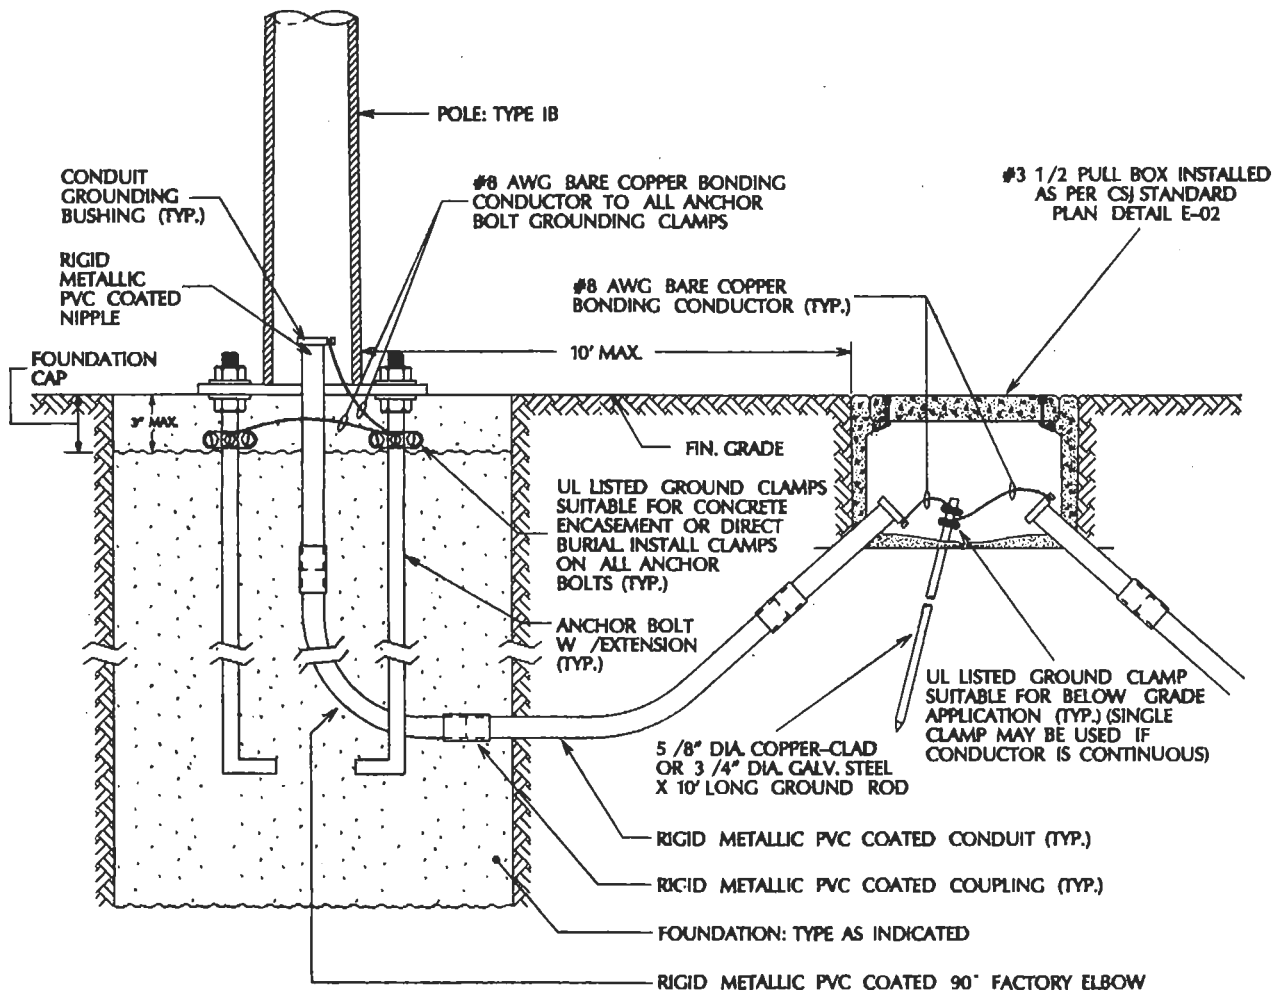 POLE: TYPE 1B
CONDUIT
GROUNDING
BUSHING (TYP.)
#8 AWG BARE COPPER BONDING
CONDUCTOR TO ALL ANCHOR
BOLT GROUNDING CLAMPS
#3 1/2 PULL BOX INSTALLED
AS PER CSJ STANDARD
PLAN DETAIL E-02
RIGID
METALLIC
PVC COATED
NIPPLE
#8 AWG BARE COPPER
BONDING CONDUCTOR (TYP.)
FOUNDATION
CAP
10' MAX.
3" MAX.
FIN. GRADE
UL LISTED GROUND CLAMPS
SUITABLE FOR CONCRETE
ENCASEMENT OR DIRECT
BURIAL. INSTALL CLAMPS
ON ALL ANCHOR
BOLTS (TYP.)
ANCHOR BOLT
W /EXTENSION
(TYP.)
UL LISTED GROUND CLAMP
SUITABLE FOR BELOW GRADE
APPLICATION (TYP.) (SINGLE
CLAMP MAY BE USED IF
CONDUCTOR IS CONTINUOUS)
5 /8" DIA. COPPER-CLAD
OR 3 /4" DIA. GALV. STEEL
X 10' LONG GROUND ROD
RIGID METALLIC PVC COATED CONDUIT (TYP.)
RIGID METALLIC PVC COATED COUPLING (TYP.)
FOUNDATION: TYPE AS INDICATED
RIGID METALLIC PVC COATED 90° FACTORY ELBOW